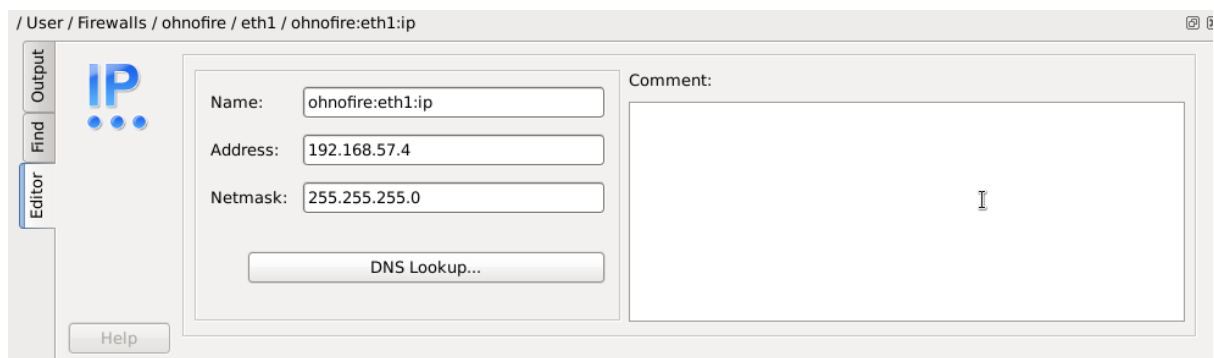 / User / Firewalls / ohnofire / eth1 / ohnofire:eth1:ip
Output
Find
Editor
IP
Help
Name: ohnofire:eth1:ip
Address: 192.168.57.4
Netmask: 255.255.255.0
DNS Lookup...
Comment: